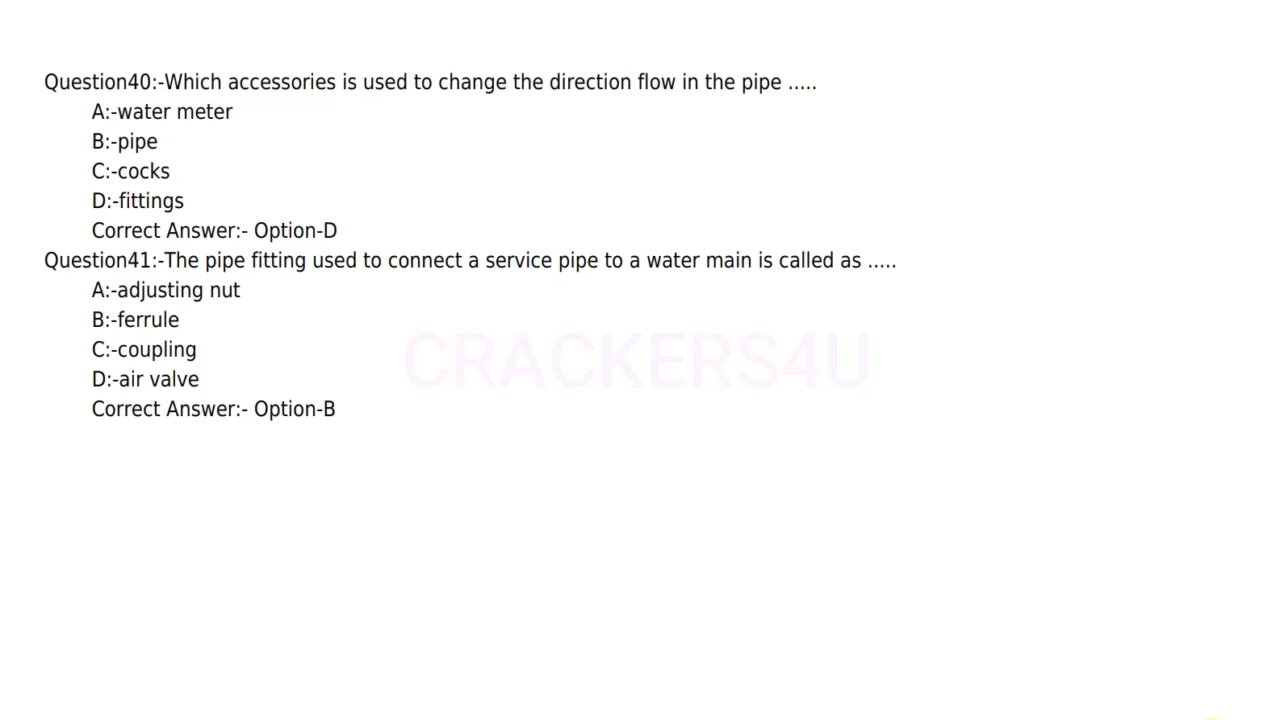 Question40:-Which accessories is used to change the direction flow in the pipe .....
A:-water meter
B:-pipe
C:-cocks
D:-fittings
Correct Answer:- Option-D
Question41:-The pipe fitting used to connect a service pipe to a water main is called as .....
A:-adjusting nut
B:-ferrule
C:-coupling
D:-air valve
Correct Answer:- Option-B
CRACKERS4U